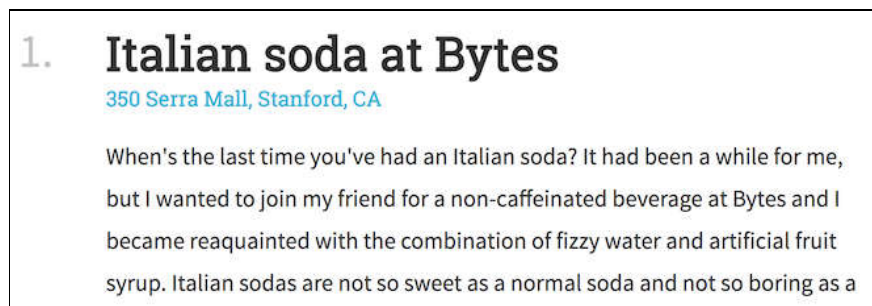 1. Italian soda at Bytes
350 Serra Mall, Stanford, CA
When's the last time you've had an Italian soda? It had been a while for me,
but I wanted to join my friend for a non-caffeinated beverage at Bytes and I
became reaquainted with the combination of fizzy water and artificial fruit
syrup. Italian sodas are not so sweet as a normal soda and not so boring as a